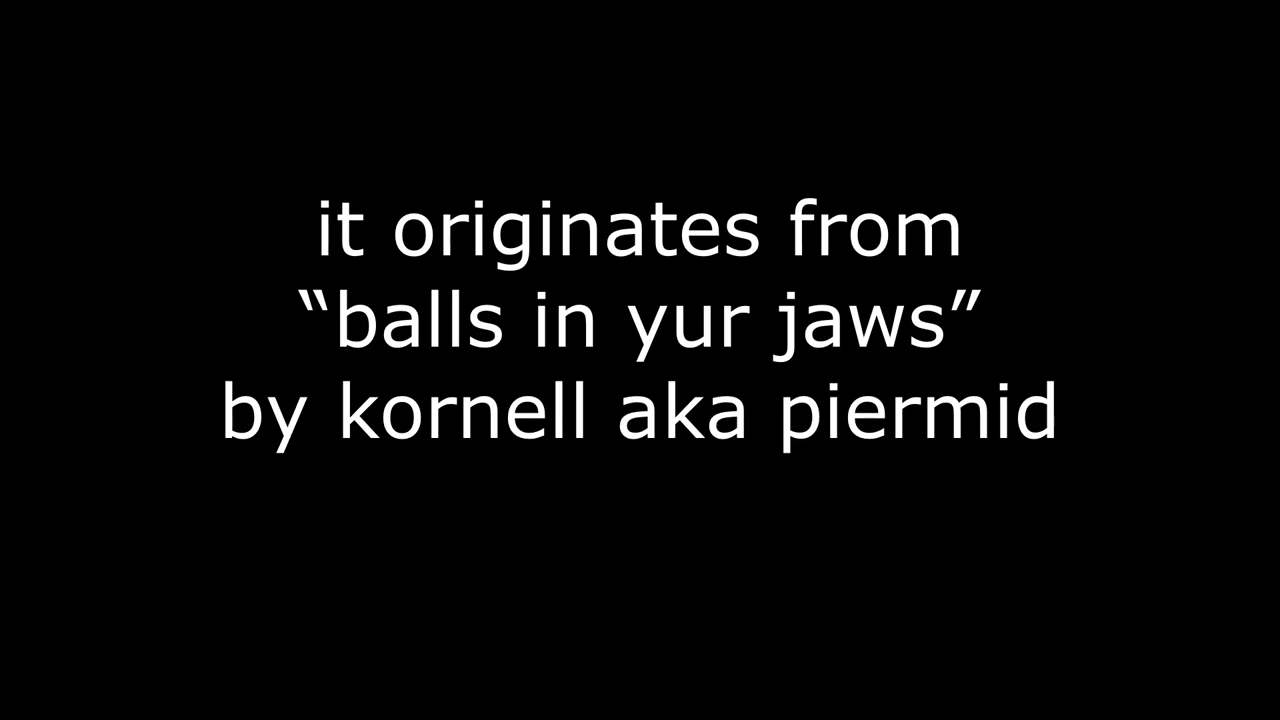 it originates from
“balls in yur jaws”
by kornell aka piermid